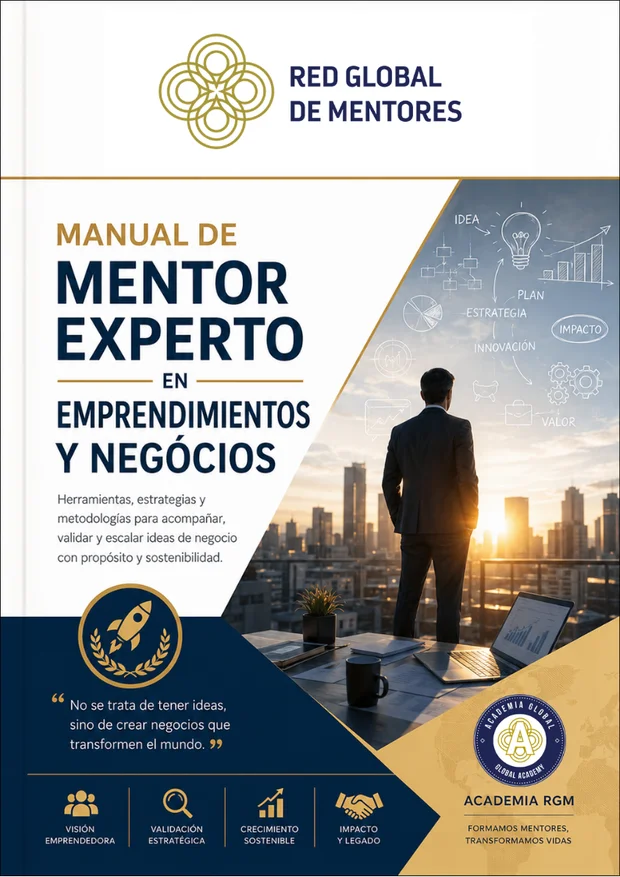 RED GLOBAL
DE MENTORES
MANUAL DE
MENTOR
EXPERTO
EN
EMPRENDIMIENTOS
Y NEGÓCIOS
Herramientas, estrategias y
metodologías para acompañar,
validar y escalar ideas de negocio
con propósito y sostenibilidad.
IDEA
PLAN
ESTRATEGIA
IMPACTO
INNOVACIÓN
VALOR
“ No se trata de tener ideas,
sino de crear negocios que
transformen el mundo. ”
VISIÓN
EMPRENDEDORA
VALIDACIÓN
ESTRATÉGICA
CRECIMIENTO
SOSTENIBLE
IMPACTO
Y LEGADO
ACADEMIA GLOBAL
A
GLOBAL ACADEMY
ACADEMIA RGM
FORMAMOS MENTORES,
TRANSFORMAMOS VIDAS